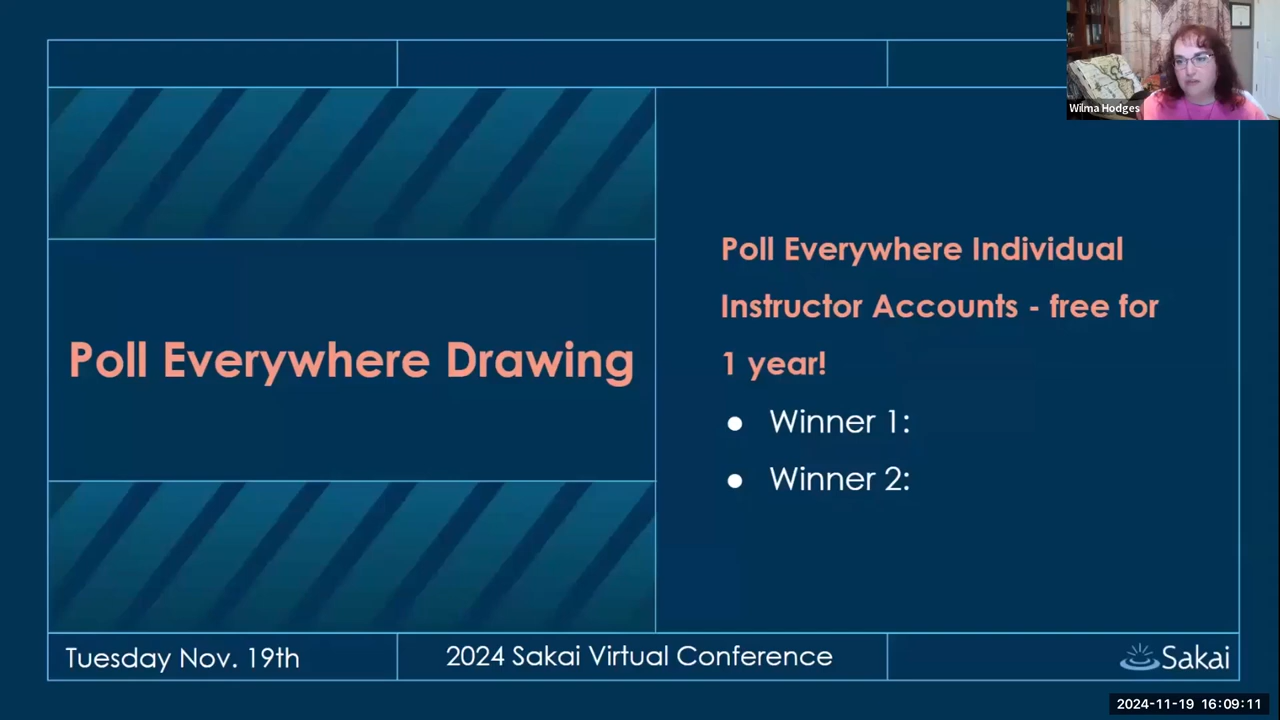 Wilma Hodges
Poll Everywhere Drawing
Poll Everywhere Individual
Instructor Accounts - free for
1 year!
● Winner 1:
● Winner 2:
Tuesday Nov. 19th
2024 Sakai Virtual Conference
Sakai
2024-11-19 16:09:11